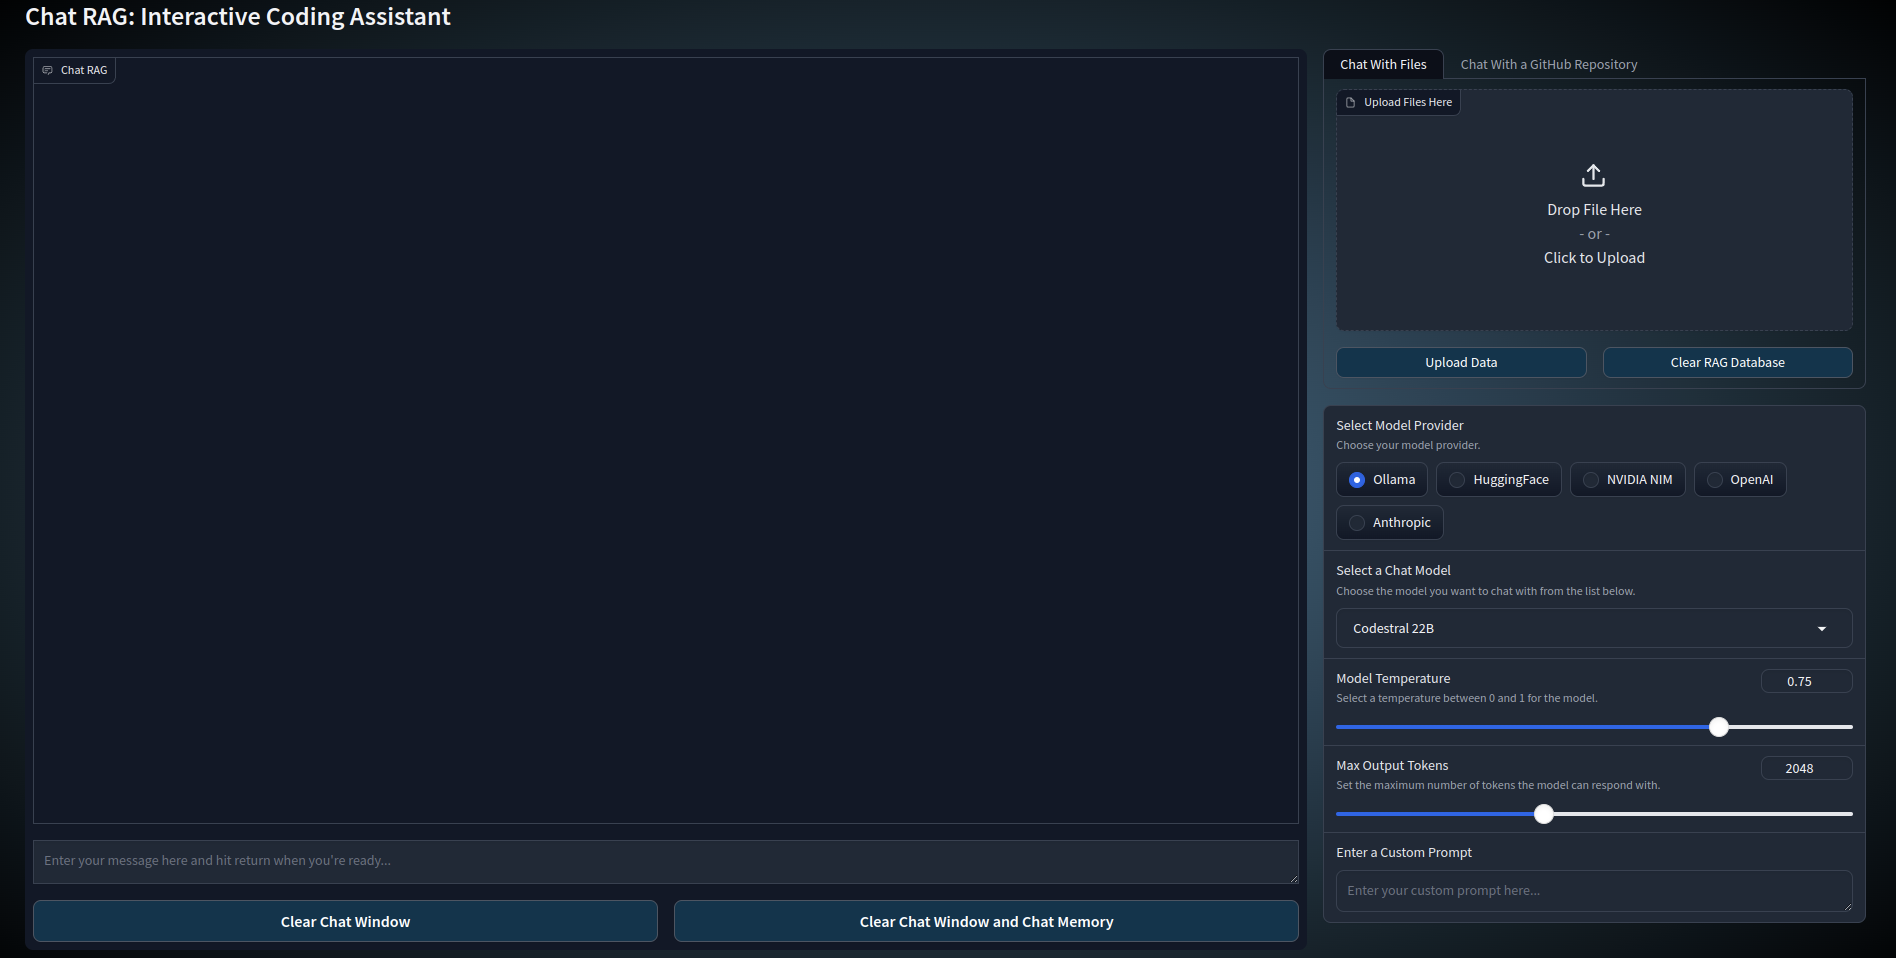 Chat RAG: Interactive Coding Assistant
Chat RAG
Enter your message here and hit return when you're ready...
Clear Chat Window
Clear Chat Window and Chat Memory
Chat With Files
Chat With a GitHub Repository
Upload Files Here
Drop File Here
- or -
Click to Upload
Upload Data
Clear RAG Database
Select Model Provider
Choose your model provider.
Ollama
HuggingFace
NVIDIA NIM
OpenAI
Anthropic
Select a Chat Model
Choose the model you want to chat with from the list below.
Codestral 22B
Model Temperature
0.75
Select a temperature between 0 and 1 for the model.
Max Output Tokens
2048
Set the maximum number of tokens the model can respond with.
Enter a Custom Prompt
Enter your custom prompt here...